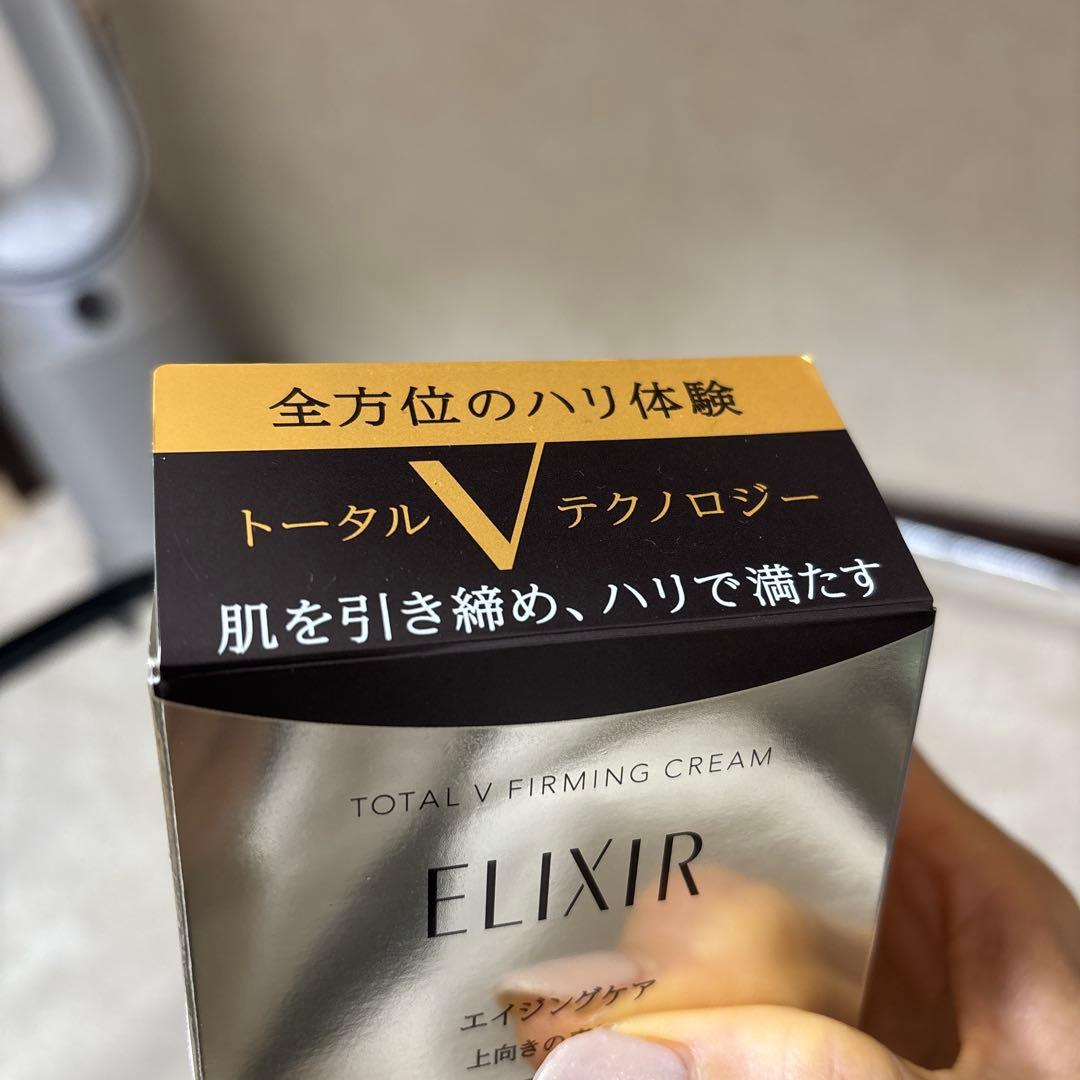 全方位のハリ体験
トータル V テクノロジー
肌を引き締め、ハリで満たす
TOTAL V FIRMING CREAM
ELIXIR
エイジングケア
上向きの